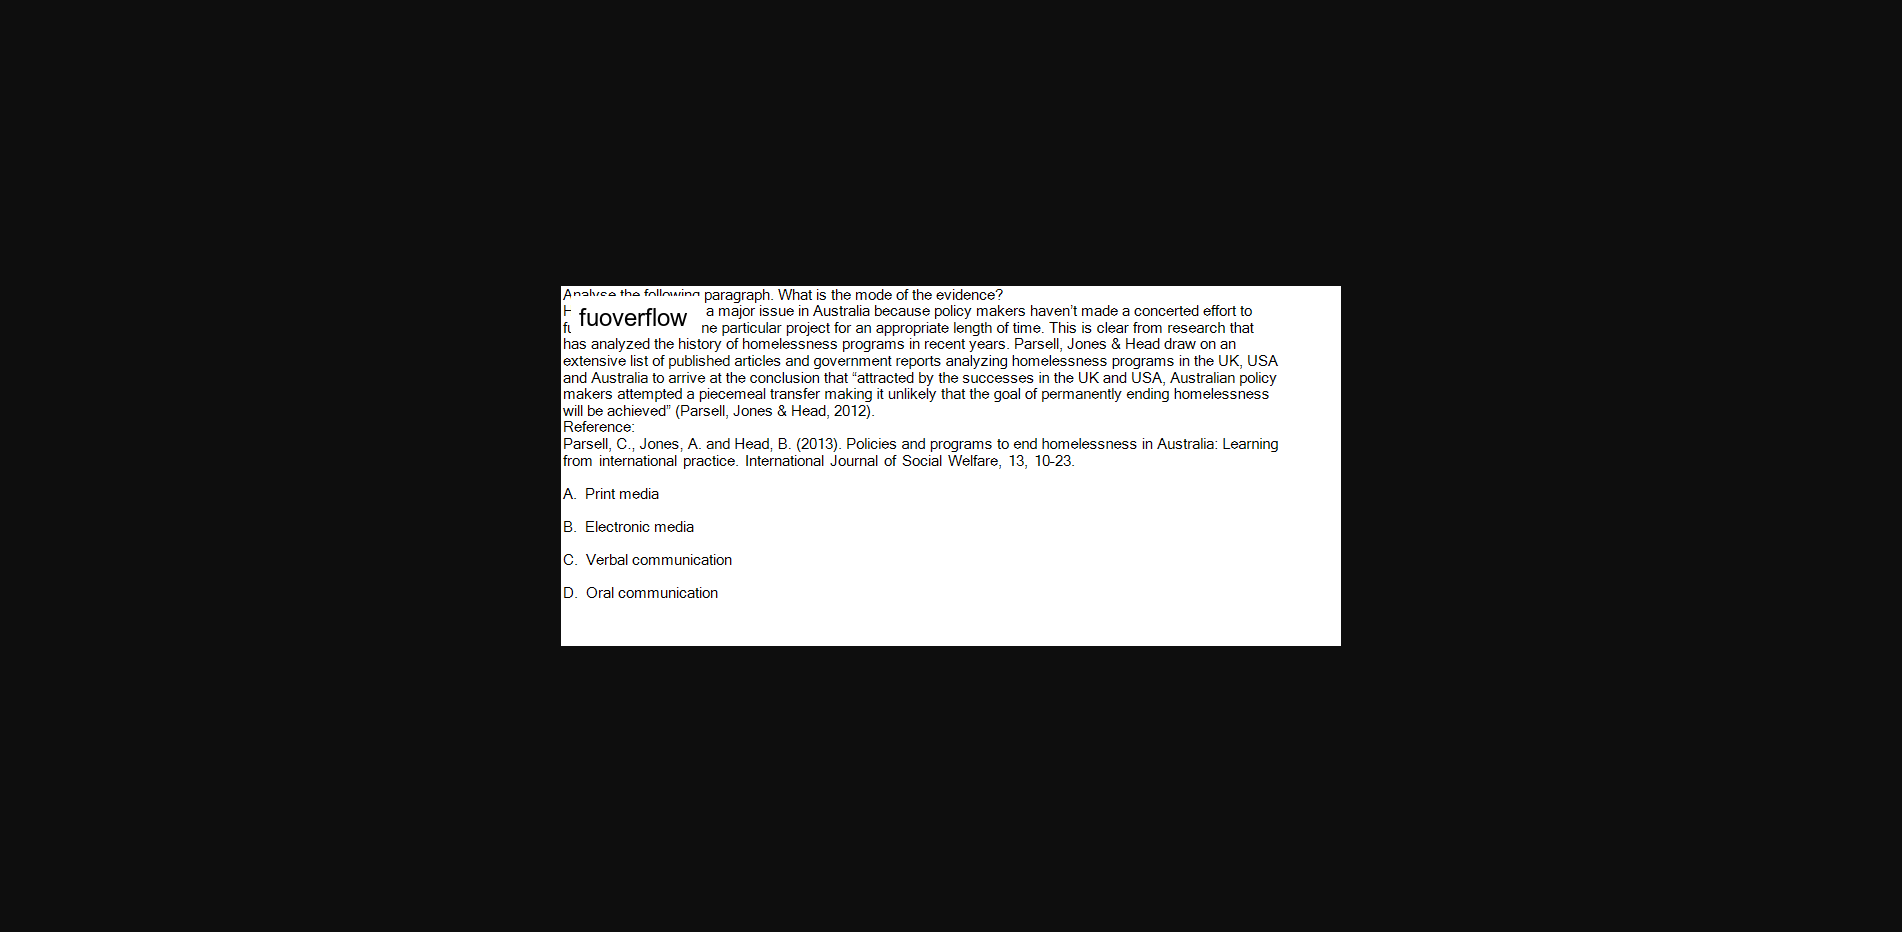 Analyse the following paragraph. What is the mode of the evidence?
a major issue in Australia because policy makers haven’t made a concerted effort to
fuoverflow
particular project for an appropriate length of time. This is clear from research that
has analyzed the history of homelessness programs in recent years. Parsell, Jones & Head draw on an
extensive list of published articles and government reports analyzing homelessness programs in the UK, USA
and Australia to arrive at the conclusion that “attracted by the successes in the UK and USA, Australian policy
makers attempted a piecemeal transfer making it unlikely that the goal of permanently ending homelessness
will be achieved” (Parsell, Jones & Head, 2012).
Reference:
Parsell, C., Jones, A. and Head, B. (2013). Policies and programs to end homelessness in Australia: Learning
from international practice. International Journal of Social Welfare, 13, 10-23.
A. Print media
B. Electronic media
C. Verbal communication
D. Oral communication